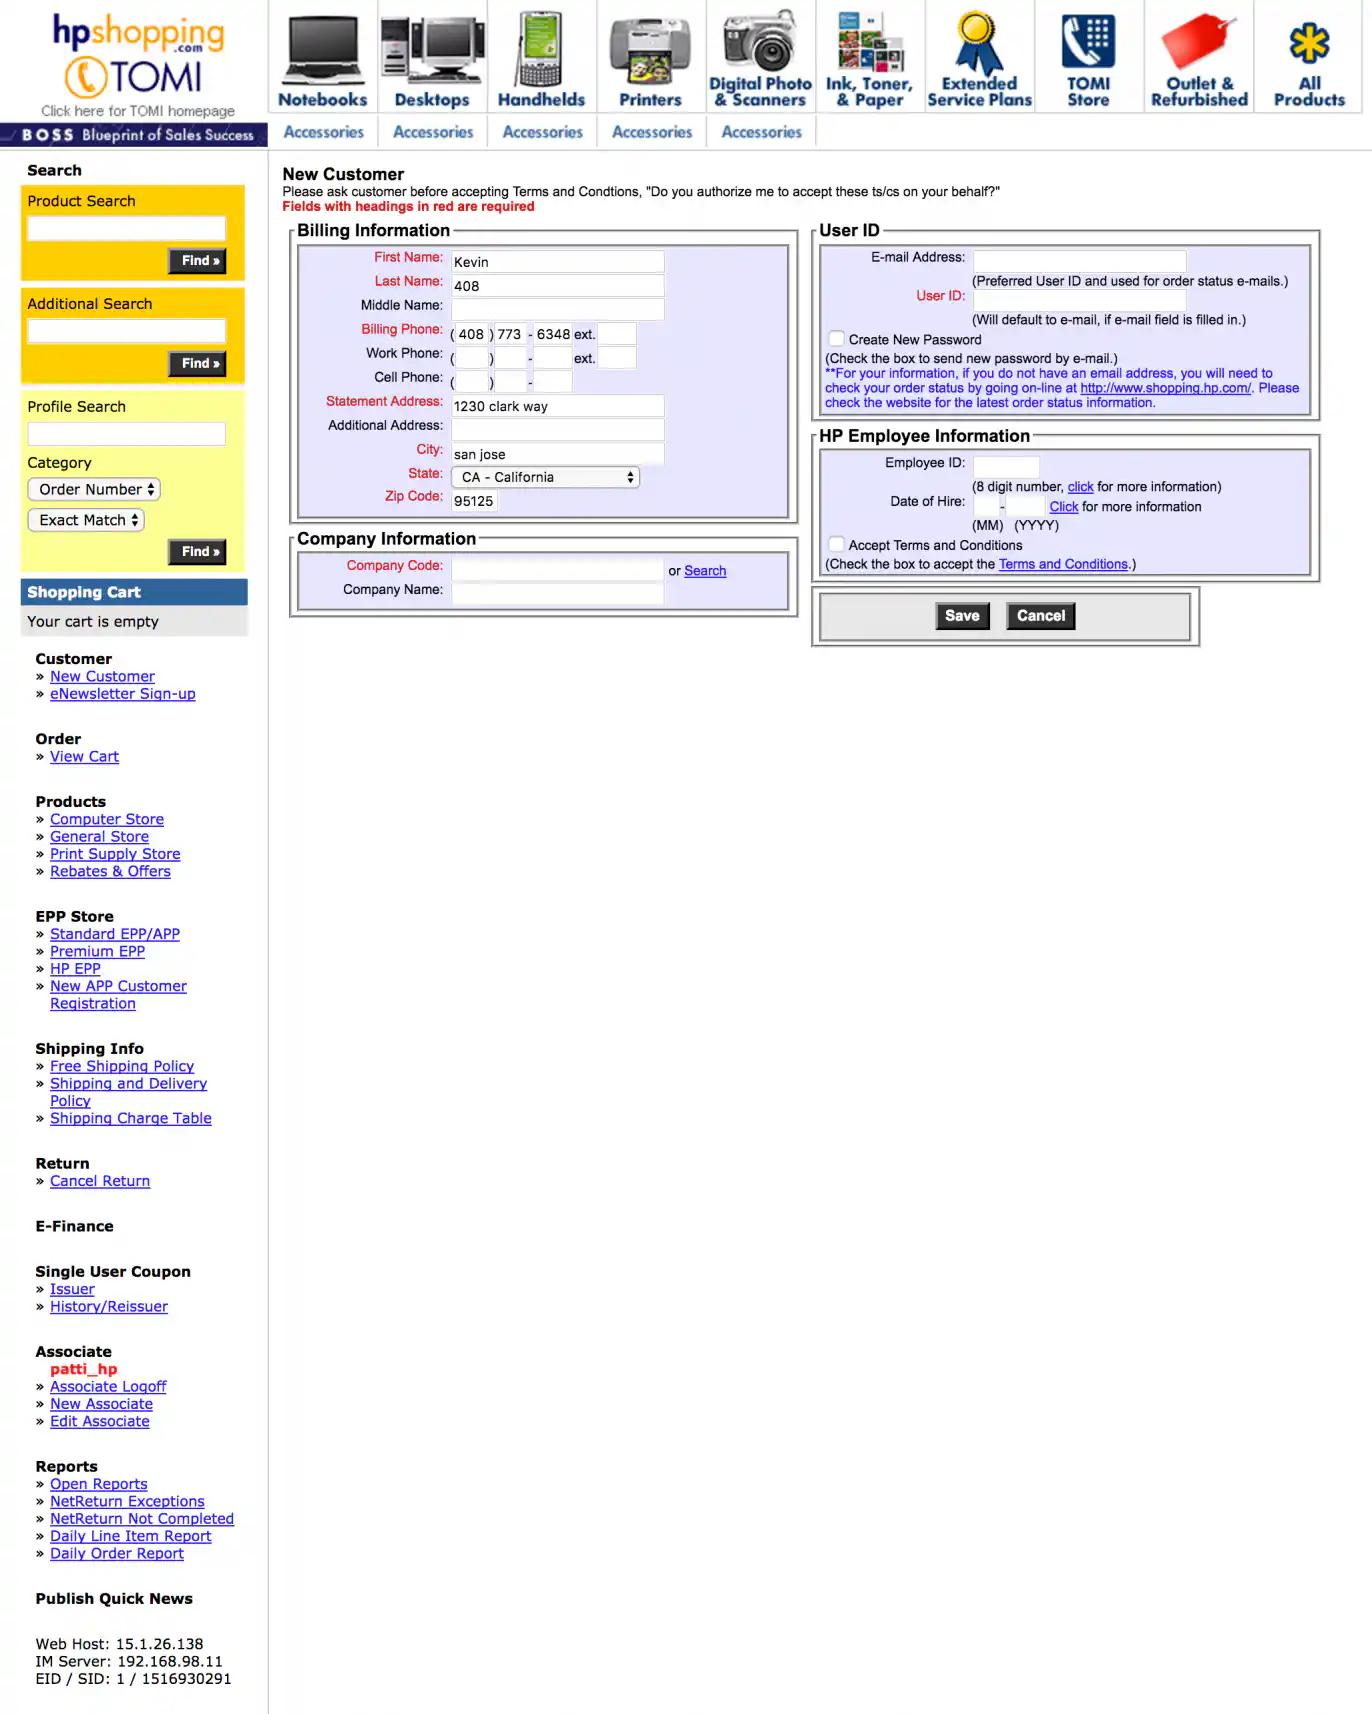 hpshopping
.com
TOMI
Click here for TOMI homepage
BOSS Blueprint of Sales Success
Notebooks
Desktops
Handhelds
Printers
Digital Photo
& Scanners
Ink, Toner,
& Paper
Extended
Service Plans
TOMI
Store
Outlet &
Refurbished
All
Products
Accessories
Accessories
Accessories
Accessories
Accessories
Search
Product Search
Find »
Additional Search
Find »
Profile Search
Category
Order Number
Exact Match
Find »
Shopping Cart
Your cart is empty
Customer
» New Customer
» eNewsletter Sign-up
Order
» View Cart
Products
» Computer Store
» General Store
» Print Supply Store
» Rebates & Offers
EPP Store
» Standard EPP/APP
» Premium EPP
» HP EPP
» New APP Customer
Registration
Shipping Info
» Free Shipping Policy
» Shipping and Delivery
Policy
» Shipping Charge Table
Return
» Cancel Return
E-Finance
Single User Coupon
» Issuer
» History/Reissuer
Associate
patti_hp
» Associate Logoff
» New Associate
» Edit Associate
Reports
» Open Reports
» NetReturn Exceptions
» NetReturn Not Completed
» Daily Line Item Report
» Daily Order Report
Publish Quick News
Web Host: 15.1.26.138
IM Server: 192.168.98.11
EID / SID: 1 / 1516930291
New Customer
Please ask customer before accepting Terms and Condtions, "Do you authorize me to accept these ts/cs on your behalf?"
Fields with headings in red are required
Billing Information
First Name: Kevin
Last Name: 408
Middle Name:
Billing Phone: ( 408 ) 773 - 6348 ext.
Work Phone: ( ) - ext.
Cell Phone: ( ) -
Statement Address: 1230 clark way
Additional Address:
City: san jose
State: CA - California
Zip Code: 95125
Company Information
Company Code: or Search
Company Name:
User ID
E-mail Address:
(Preferred User ID and used for order status e-mails.)
User ID:
(Will default to e-mail, if e-mail field is filled in.)
Create New Password
(Check the box to send new password by e-mail.)
**For your information, if you do not have an email address, you will need to
check your order status by going on-line at http://www.shopping.hp.com/. Please
check the website for the latest order status information.
HP Employee Information
Employee ID:
(8 digit number, click for more information)
Date of Hire: - Click for more information
(MM) (YYYY)
Accept Terms and Conditions
(Check the box to accept the Terms and Conditions.)
Save Cancel